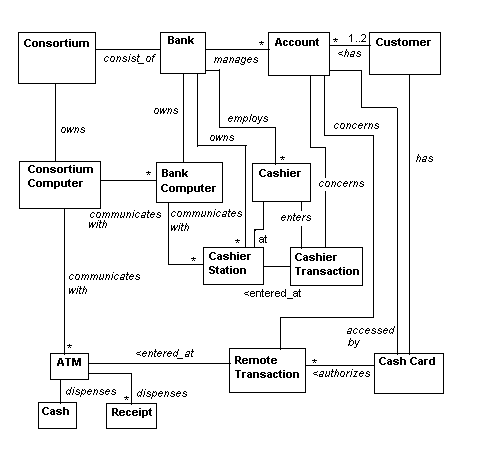 Consortium
Bank
Account
Customer
consist_of
manages
*
*
1..2
<has
owns
owns
employs
owns
concerns
concerns
has
Consortium
Computer
*
Bank
Computer
*
Cashier
communicates
with
communicates
with
at
enters
*
*
Cashier
Station
Cashier
Transaction
<entered_at
communicates
with
*
ATM
<entered_at
Remote
Transaction
*
<authorizes
accessed
by
Cash Card
dispenses
*
dispenses
Cash
Receipt